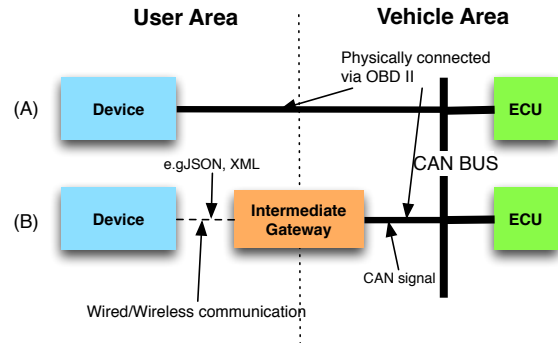 User Area
Vehicle Area
Physically connected
via OBD II
(A)
Device
ECU
e.gJSON, XML
CAN BUS
(B)
Device
Intermediate
Gateway
ECU
CAN signal
Wired/Wireless communication